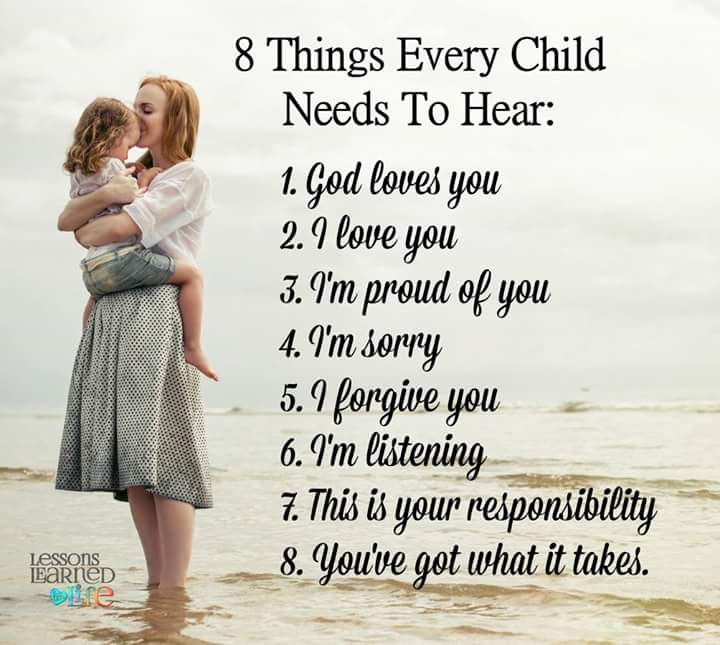 8 Things Every Child
Needs To Hear:
1. God loves you
2. I love you
3. I'm proud of you
4. I'm sorry
5. I forgive you
6. I'm listening
7. This is your responsibility
8. You've got what it takes.
Lessons
Learned
in Life